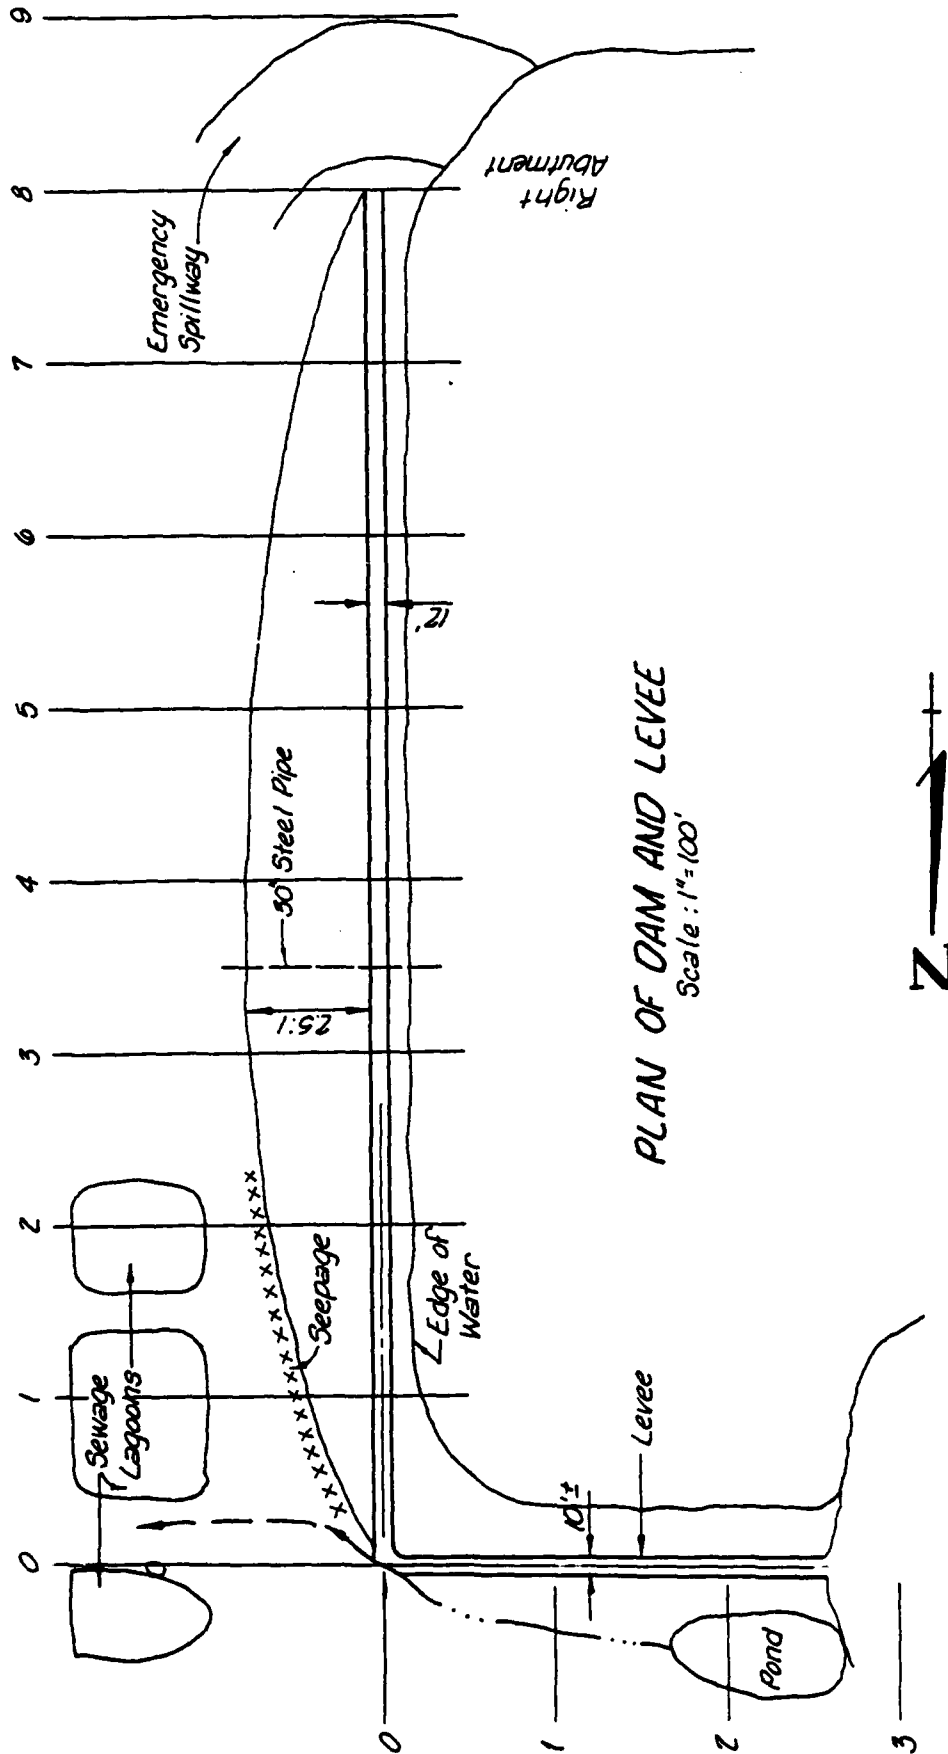 0
1
2
3
4
5
6
7
8
9
Sewage
Lagoons
Emergency
Spillway
Seepage
30" Steel Pipe
2.5:1
12'
Right
Abutment
Edge of
Water
Levee
10'±
Pond
0
1
2
3
PLAN OF DAM AND LEVEE
Scale: 1"=100'
N